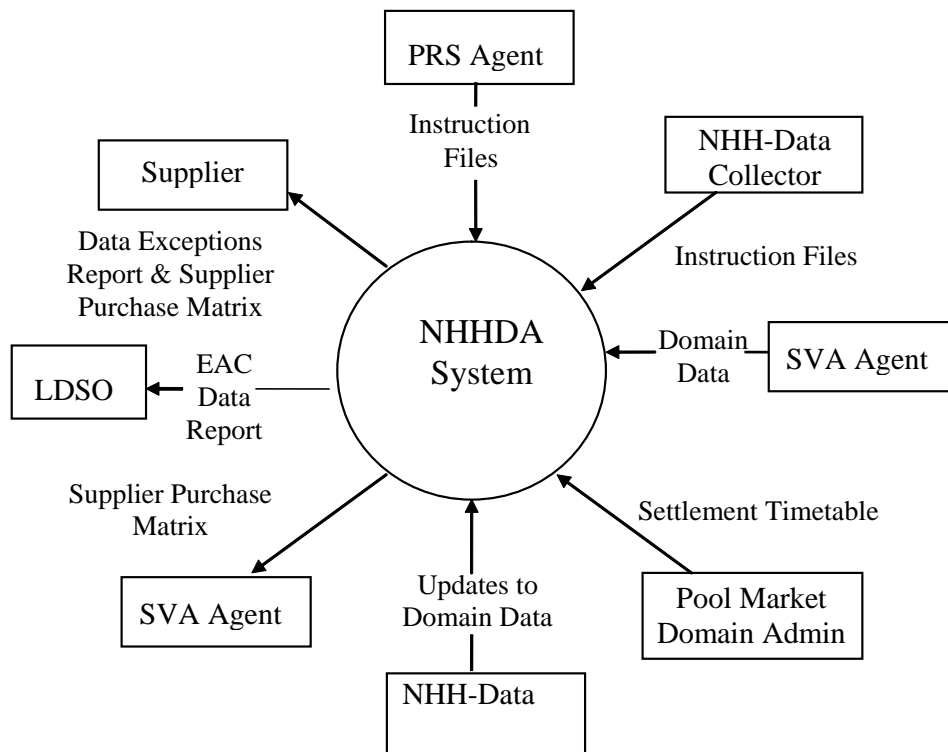 PRS Agent
Instruction
Files
NHH-Data
Collector
Instruction Files
Supplier
Data Exceptions
Report & Supplier
Purchase Matrix
NHHDA
System
Domain
Data
SVA Agent
LDSO
EAC
Data
Report
Supplier Purchase
Matrix
SVA Agent
Settlement Timetable
Pool Market
Domain Admin
Updates to
Domain Data
NHH-Data